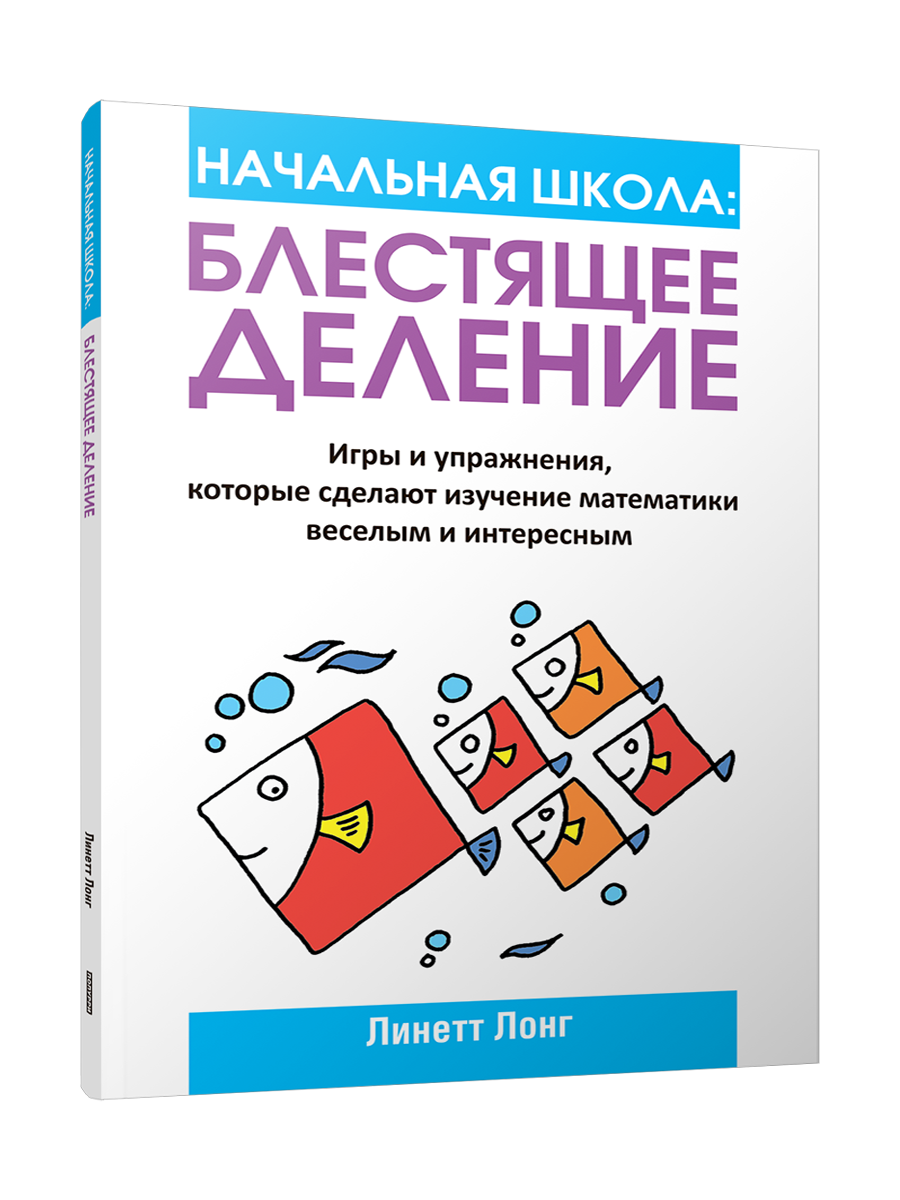 НАЧАЛЬНАЯ ШКОЛА:
БЛЕСТЯЩЕЕ
ДЕЛЕНИЕ
Игры и упражнения,
которые сделают изучение математики
веселым и интересным
Линетт Лонг
НАЧАЛЬНАЯ ШКОЛА:
БЛЕСТЯЩЕЕ ДЕЛЕНИЕ
Линетт Лонг
ПОПУРРИ